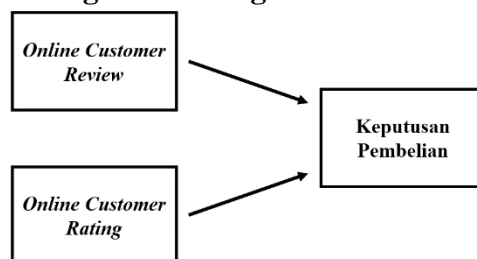 Online Customer
Review
Keputusan
Pembelian
Online Customer
Rating